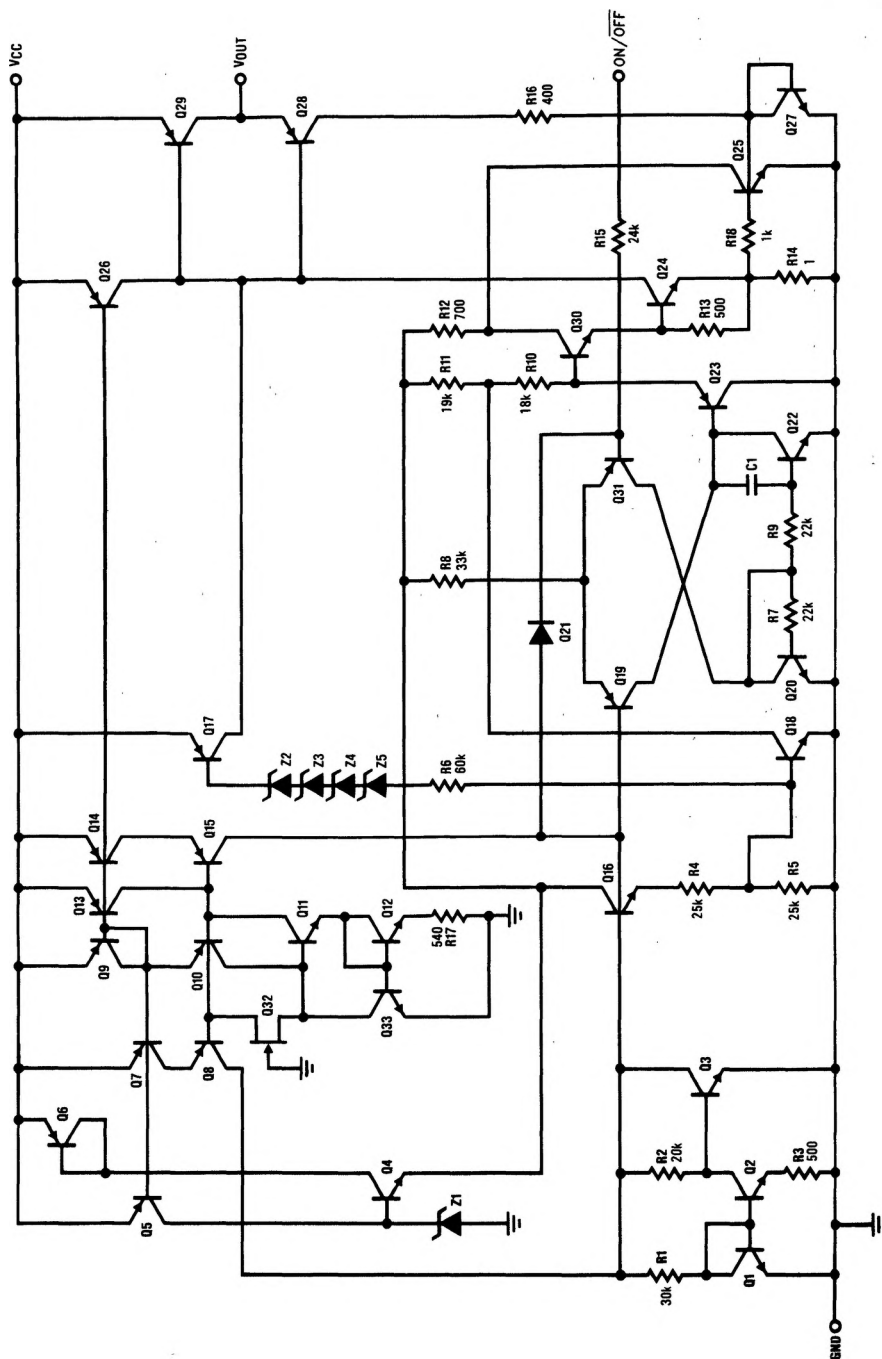 VCC
VOUT
ON/OFF
GND
Q29
Q28
R16
400
Q27
Q25
Q26
R15
24k
R18
1k
R14
1
Q24
R13
500
R12
700
Q30
R11
19k
R10
18k
Q23
Q22
C1
R9
22k
R7
22k
Q20
Q31
R8
33k
Q21
Q19
Q18
Q17
Z2
Z3
Z4
Z5
R6
60k
Q14
Q15
Q16
R4
25k
R5
25k
Q13
Q9
Q10
Q11
Q12
540
R17
Q33
Q32
Q7
Q8
Q6
Q5
Q4
Z1
Q3
R2
20k
Q2
R3
500
R1
30k
Q1